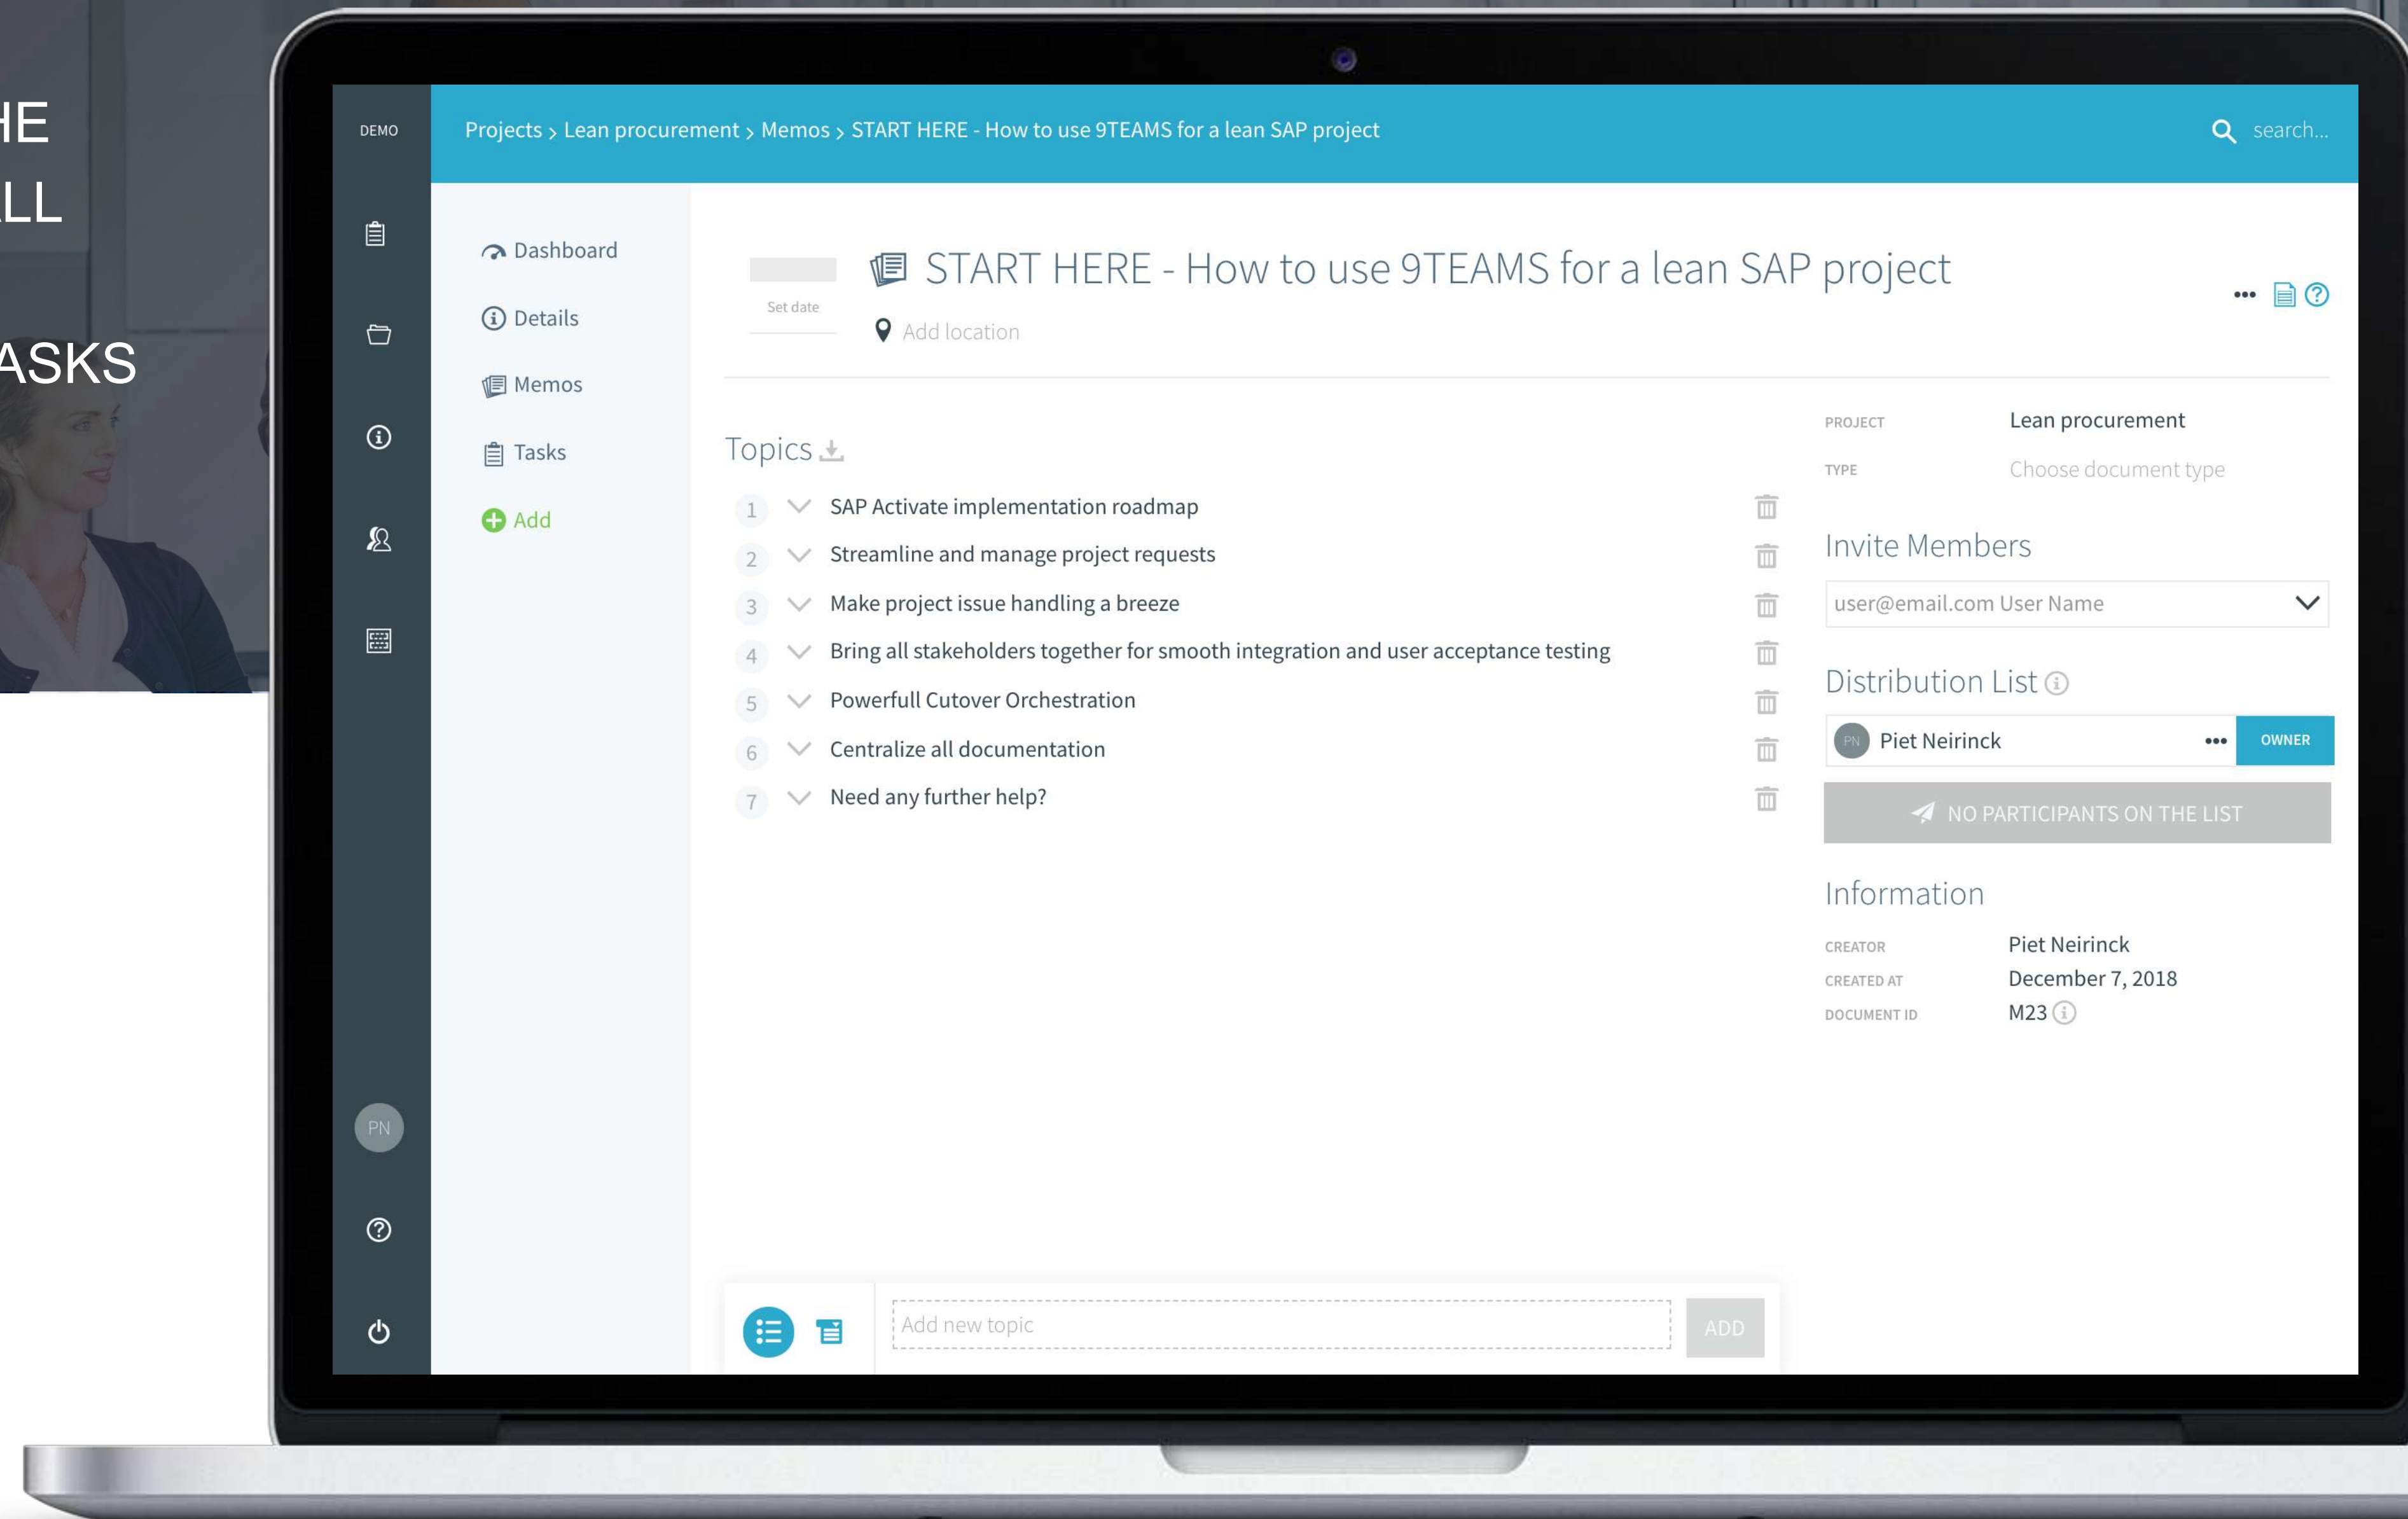 HE
ALL
ASKS
DEMO
Projects > Lean procurement > Memos > START HERE - How to use 9TEAMS for a lean SAP project
search...
Dashboard
Details
Memos
Tasks
Add
Set date
START HERE - How to use 9TEAMS for a lean SAP project
Add location
Topics
1 SAP Activate implementation roadmap
2 Streamline and manage project requests
3 Make project issue handling a breeze
4 Bring all stakeholders together for smooth integration and user acceptance testing
5 Powerfull Cutover Orchestration
6 Centralize all documentation
7 Need any further help?
PROJECT Lean procurement
TYPE Choose document type
Invite Members
user@email.com User Name
Distribution List
PN Piet Neirinck ... OWNER
NO PARTICIPANTS ON THE LIST
Information
CREATOR Piet Neirinck
CREATED AT December 7, 2018
DOCUMENT ID M23
PN
Add new topic
ADD